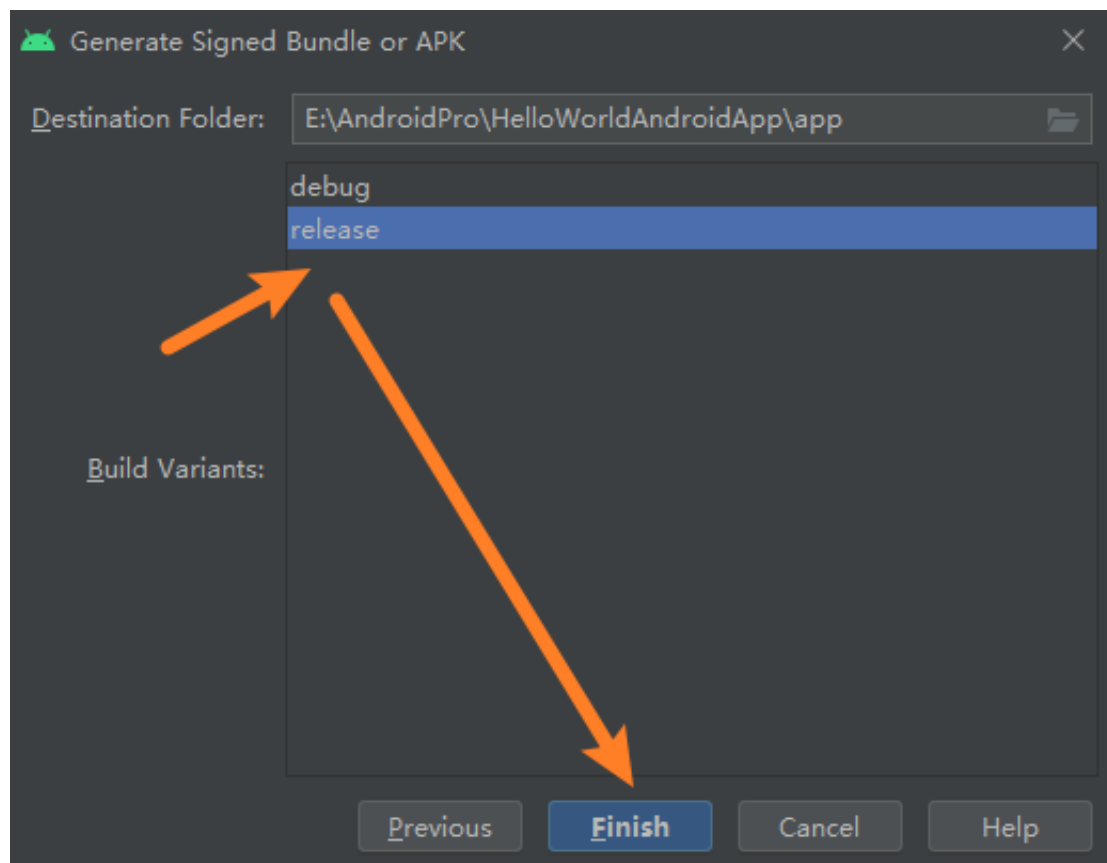 Generate Signed Bundle or APK
Destination Folder: E:\AndroidPro\HelloWorldAndroidApp\app
debug
release
Build Variants:
Previous Finish Cancel Help